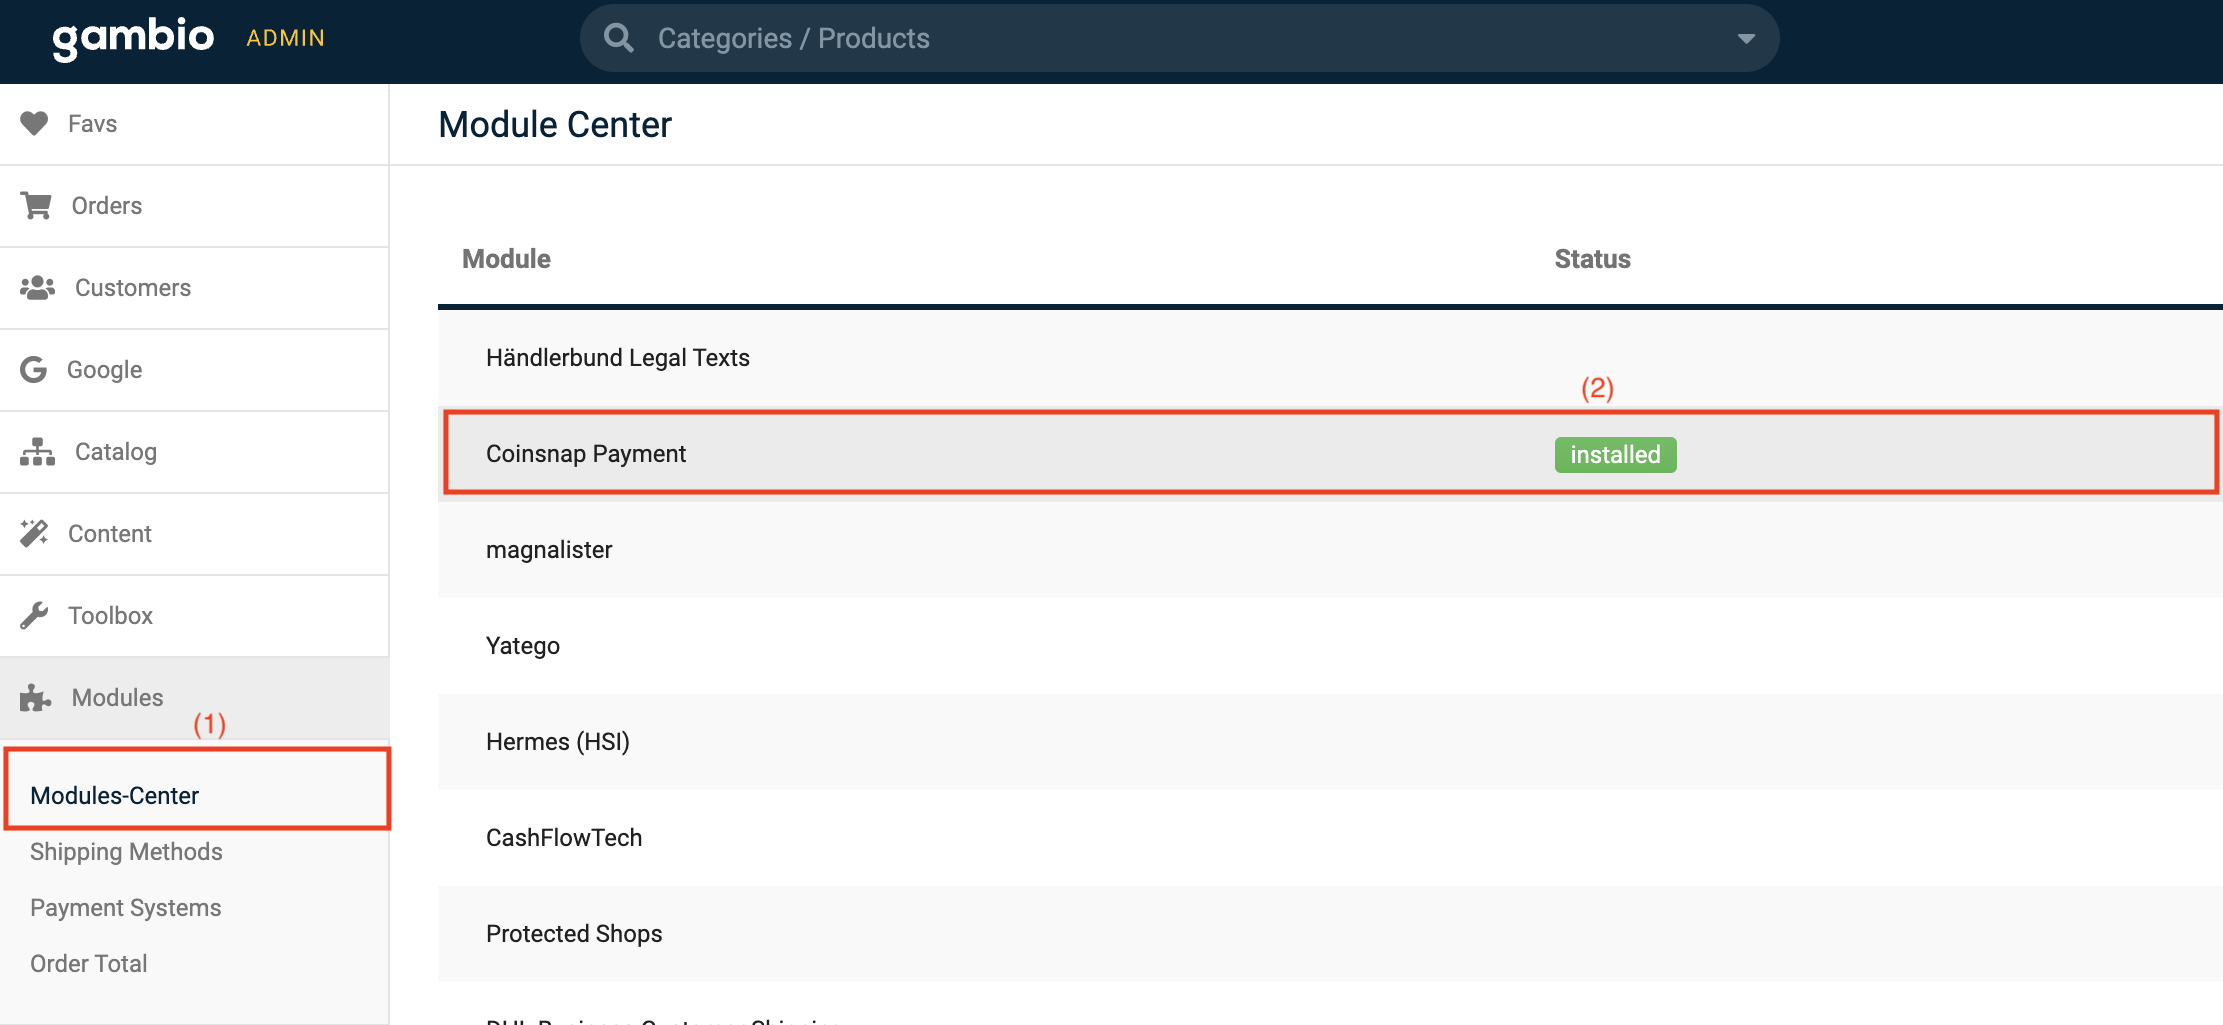 gambio ADMIN
Categories / Products
Favs
Orders
Customers
Google
Catalog
Content
Toolbox
Modules
(1)
Modules-Center
Shipping Methods
Payment Systems
Order Total
Module Center
Module Status
Händlerbund Legal Texts
(2)
Coinsnap Payment installed
magnalister
Yatego
Hermes (HSI)
CashFlowTech
Protected Shops